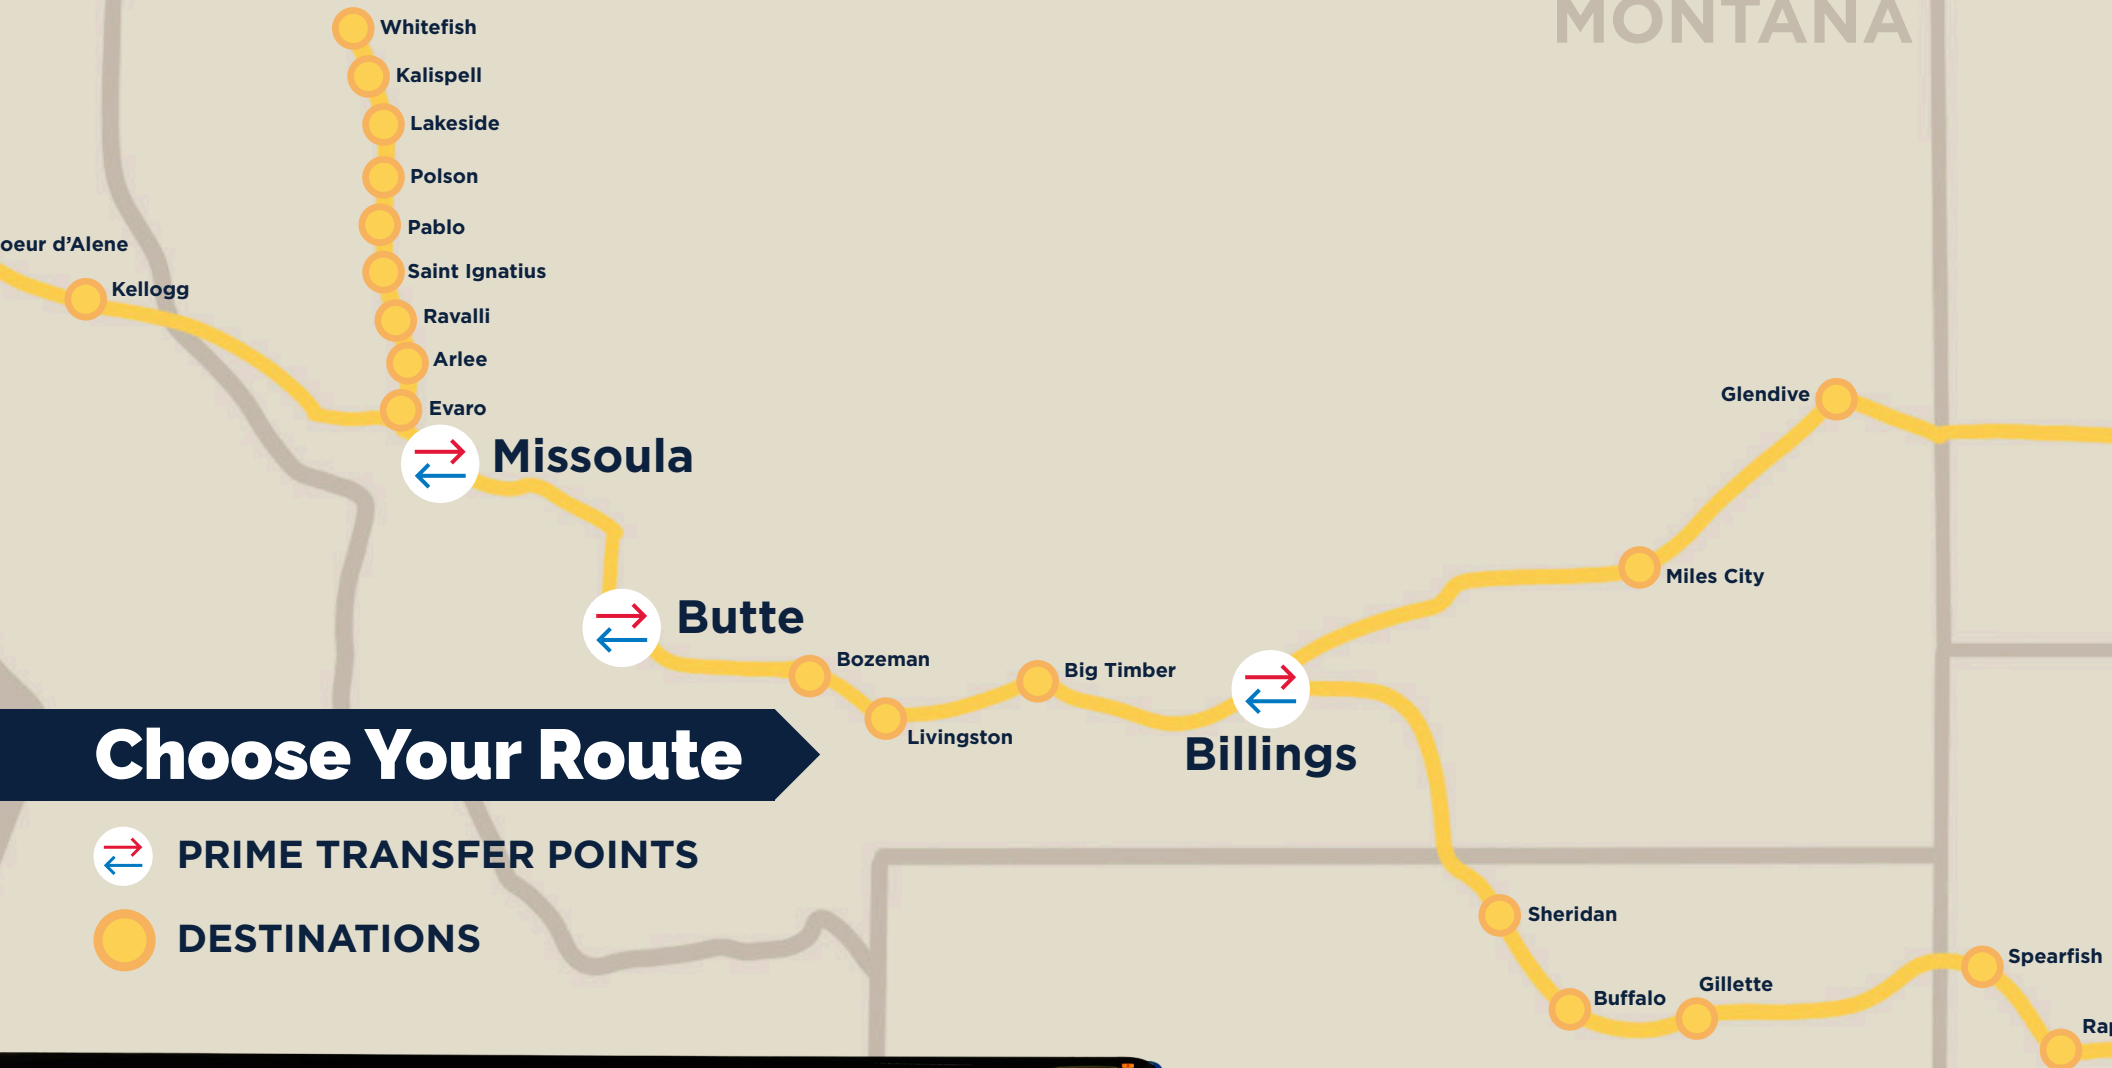 MONTANA
Whitefish
Kalispell
Lakeside
Polson
Pablo
oeur d'Alene
Saint Ignatius
Kellogg
Ravalli
Arlee
Evaro
Missoula
Glendive
Miles City
Butte
Bozeman
Big Timber
Livingston
Billings
Choose Your Route
PRIME TRANSFER POINTS
DESTINATIONS
Sheridan
Spearfish
Gillette
Buffalo
Rap